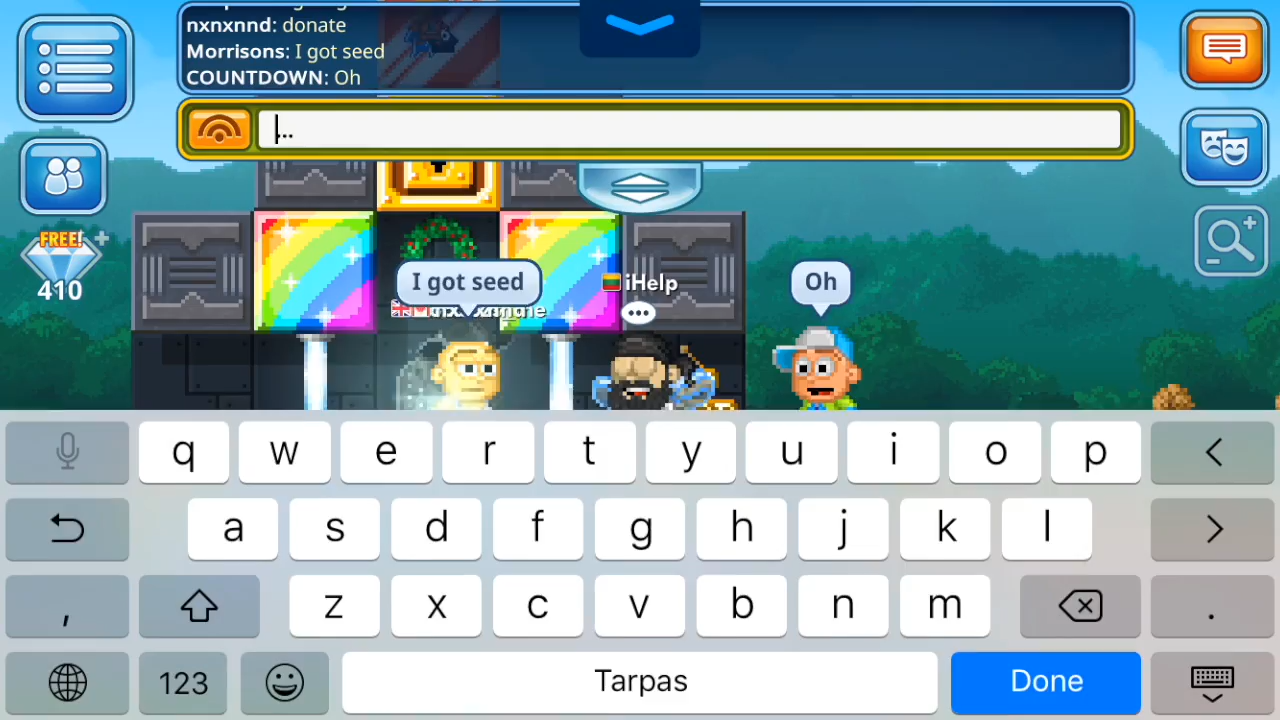 nxnxnnd: donate
Morrisons: I got seed
COUNTDOWN: Oh
...
FREE!
410
I got seed
iHelp
Oh
q w e r t y u i o p
a s d f g h j k l
, z x c v b n m .
123 Tarpas Done